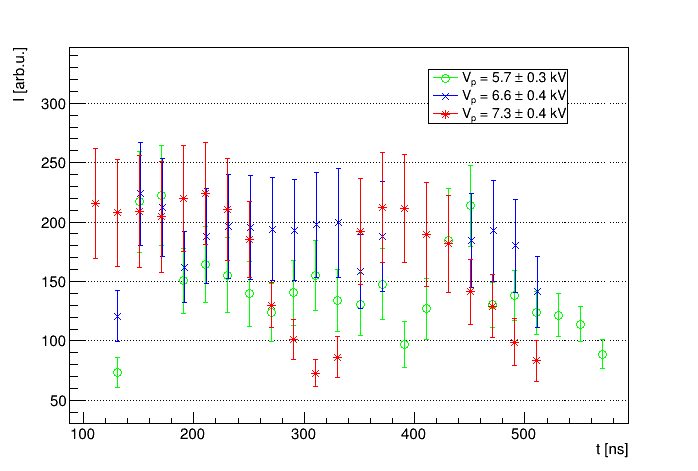 I [arb.u.]
V_p = 5.7 ± 0.3 kV
V_p = 6.6 ± 0.4 kV
V_p = 7.3 ± 0.4 kV
300
250
200
150
100
50
100 200 300 400 500
t [ns]